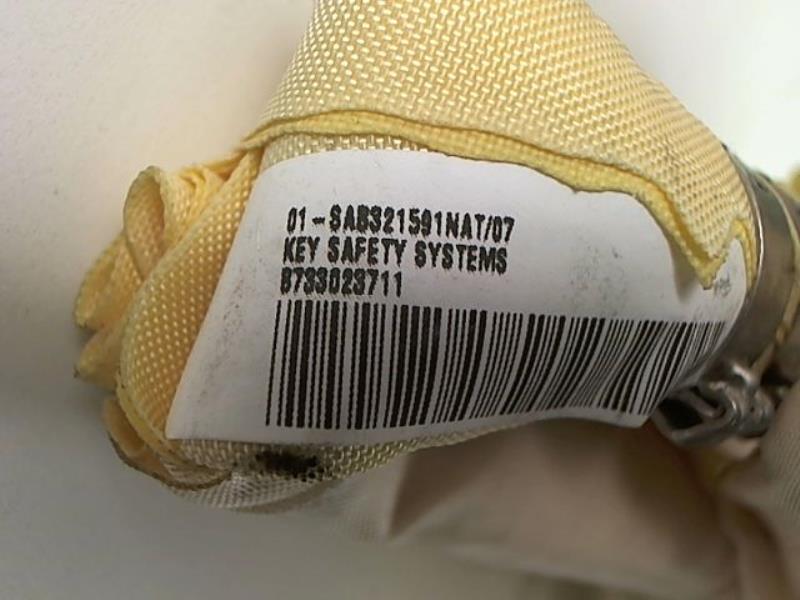 01-SAB321591NAT/07
KEY SAFETY SYSTEMS
8733023711